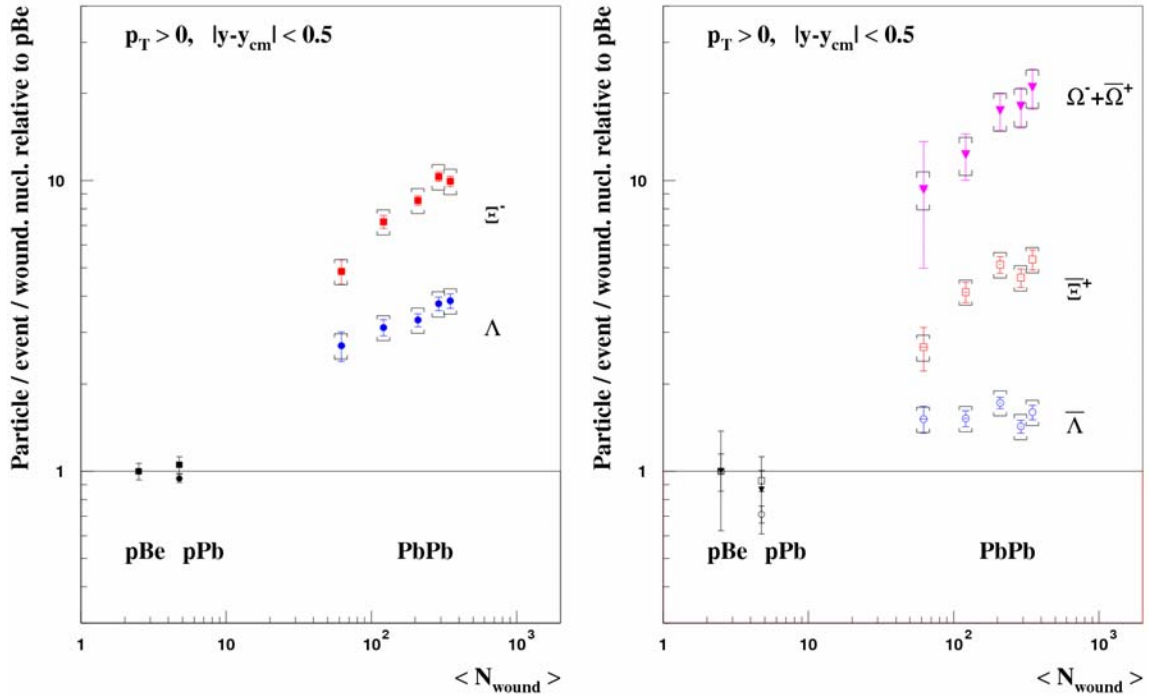 Particle / event / wound. nucl. relative to pBe
p_T > 0, |y-y_cm| < 0.5
10
Ξ⁻
Λ
1
pBe pPb PbPb
1 10 10² 10³
< N_wound >
Particle / event / wound. nucl. relative to pBe
p_T > 0, |y-y_cm| < 0.5
Ω⁻+Ω̅⁺
10
Ξ̅⁺
Λ̅
1
pBe pPb PbPb
1 10 10² 10³
< N_wound >